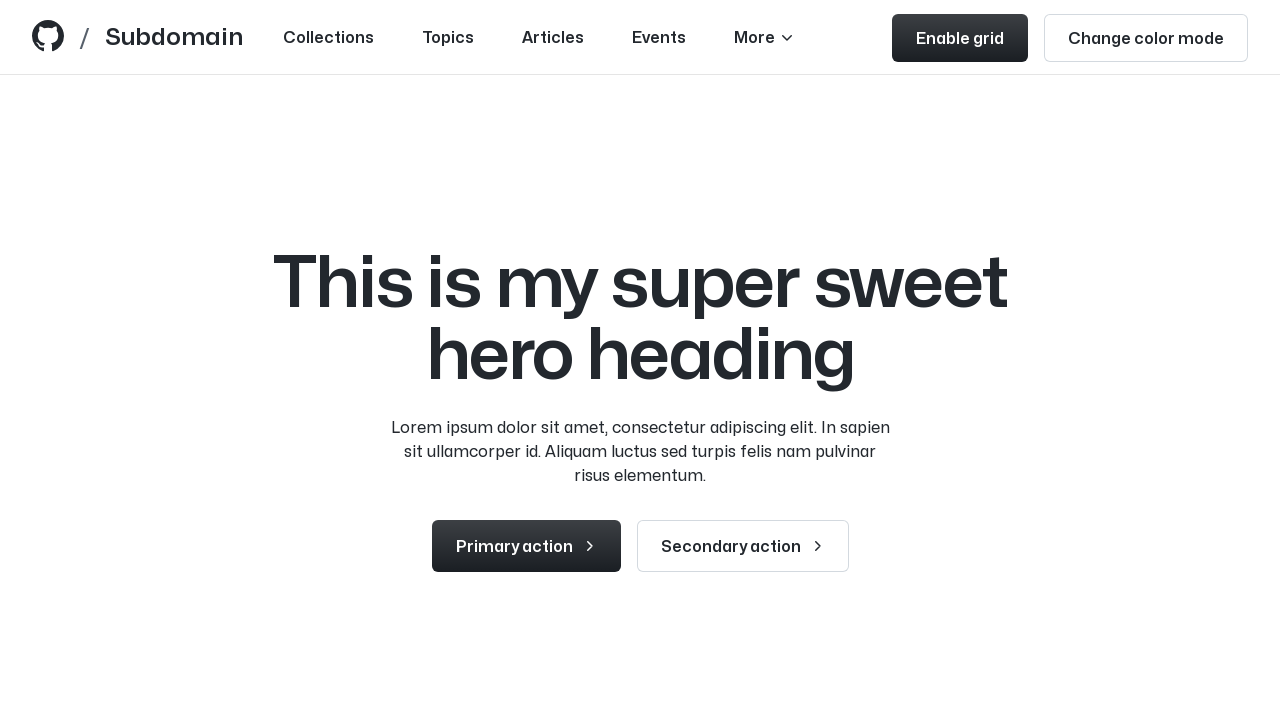 / Subdomain Collections Topics Articles Events More Enable grid Change color mode
This is my super sweet
hero heading
Lorem ipsum dolor sit amet, consectetur adipiscing elit. In sapien
sit ullamcorper id. Aliquam luctus sed turpis felis nam pulvinar
risus elementum.
Primary action Secondary action